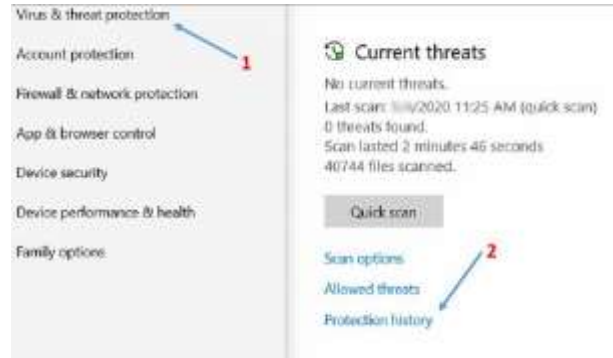 Virus & threat protection
1
Account protection
Firewall & network protection
App & browser control
Device security
Device performance & health
Family options
Current threats
No current threats.
Last scan: /2020 11:25 AM (quick scan)
0 threats found.
Scan lasted 2 minutes 46 seconds
40744 files scanned.
Quick scan
2
Scan options
Allowed threats
Protection history